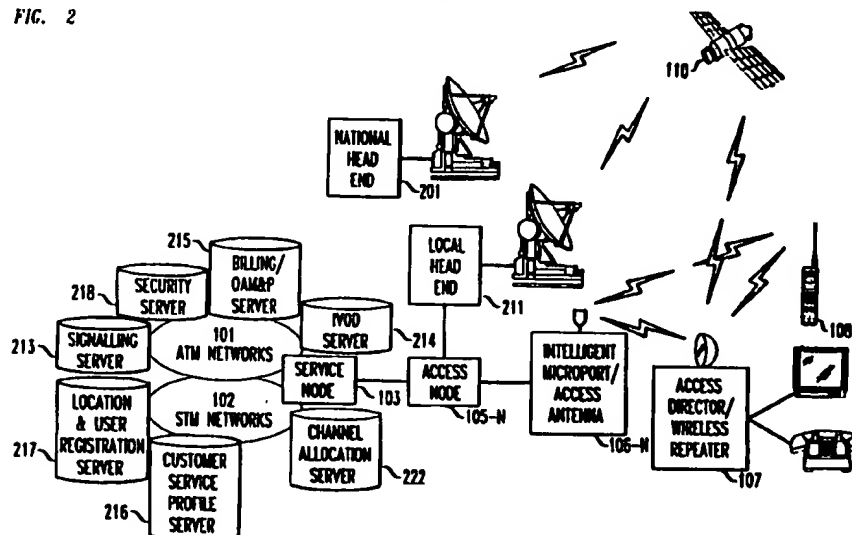 FIG. 2
110
NATIONAL
HEAD
END
201
LOCAL
HEAD
END
211
215
BILLING/
OAM&P
SERVER
218
SECURITY
SERVER
IVOD
SERVER
214
213
SIGNALLING
SERVER
101
ATM NETWORKS
102
STM NETWORKS
SERVICE
NODE
103
ACCESS
NODE
105-N
INTELLIGENT
MICROPORT/
ACCESS
ANTENNA
106-N
108
ACCESS
DIRECTOR/
WIRELESS
REPEATER
107
LOCATION
& USER
REGISTRATION
SERVER
217
CUSTOMER
SERVICE
PROFILE
SERVER
216
CHANNEL
ALLOCATION
SERVER
222